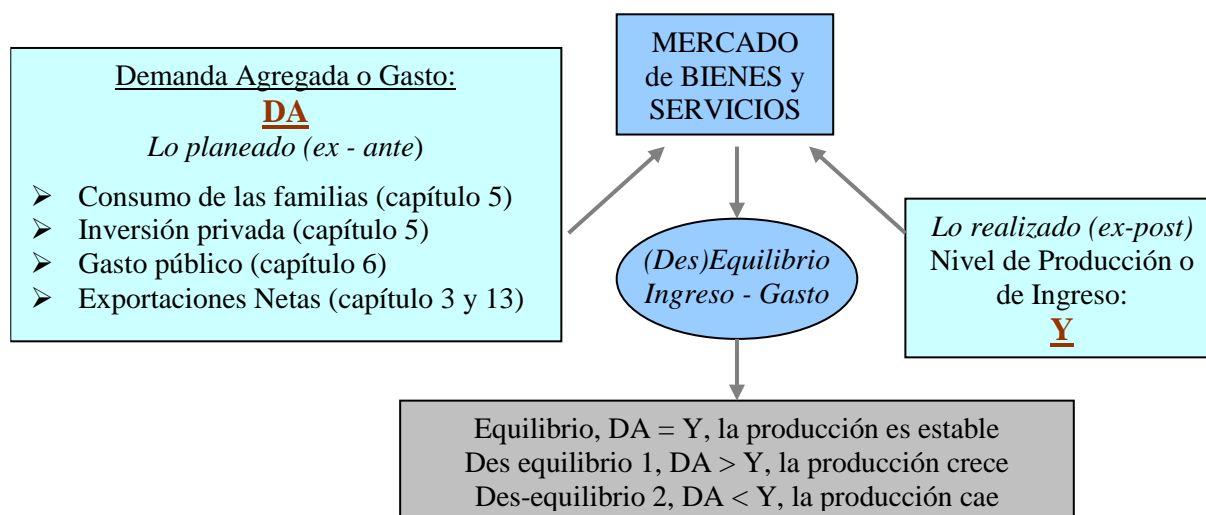 Demanda Agregada o Gasto:
DA
Lo planeado (ex - ante)
➢ Consumo de las familias (capítulo 5)
➢ Inversión privada (capítulo 5)
➢ Gasto público (capítulo 6)
➢ Exportaciones Netas (capítulo 3 y 13)
MERCADO
de BIENES y
SERVICIOS
(Des)Equilibrio
Ingreso - Gasto
Lo realizado (ex-post)
Nivel de Producción o
de Ingreso:
Y
Equilibrio, DA = Y, la producción es estable
Des equilibrio 1, DA > Y, la producción crece
Des-equilibrio 2, DA < Y, la producción cae